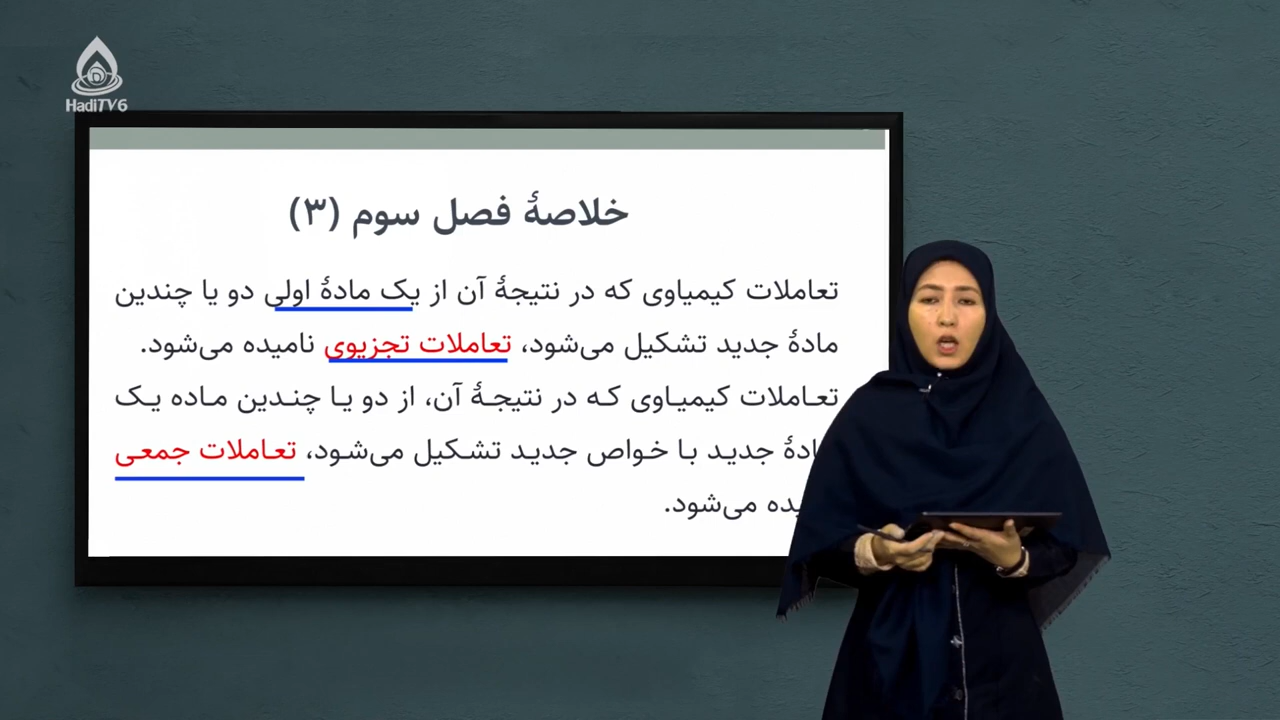 HadiTV6
خلاصهٔ فصل سوم (۳)
تعاملات کیمیاوی که در نتیجهٔ آن از یک مادهٔ اولی دو یا چندین
مادهٔ جدید تشکیل می‌شود، تعاملات تجزیوی نامیده می‌شود.
تعاملات کیمیاوی که در نتیجهٔ آن، از دو یا چندین ماده یک
جدید با خواص جدید تشکیل می‌شود، تعاملات جمعی
می‌شود.